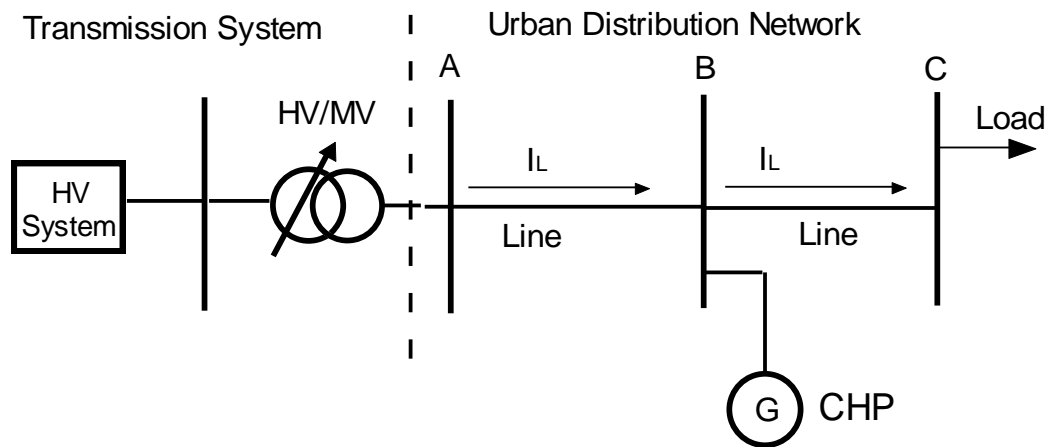 Transmission System
Urban Distribution Network
A
B
C
HV/MV
Load
IL
IL
HV
System
Line
Line
G
CHP